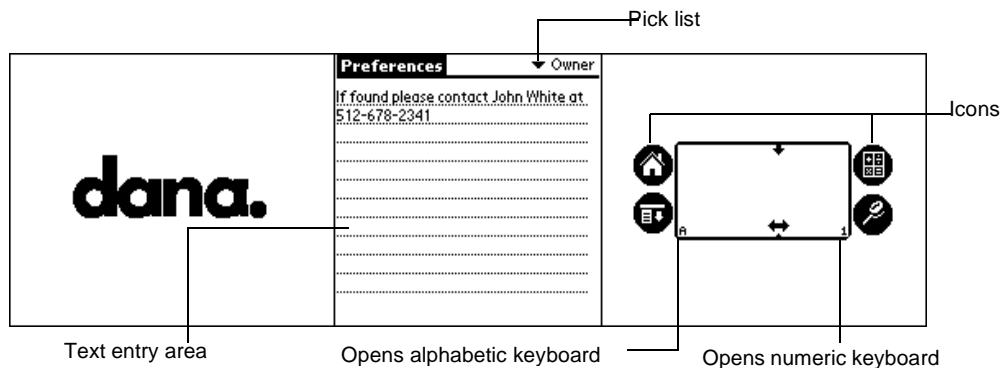 Pick list
Preferences
Owner
If found please contact John White at
512-678-2341
Icons
dana.
A
1
Text entry area
Opens alphabetic keyboard
Opens numeric keyboard